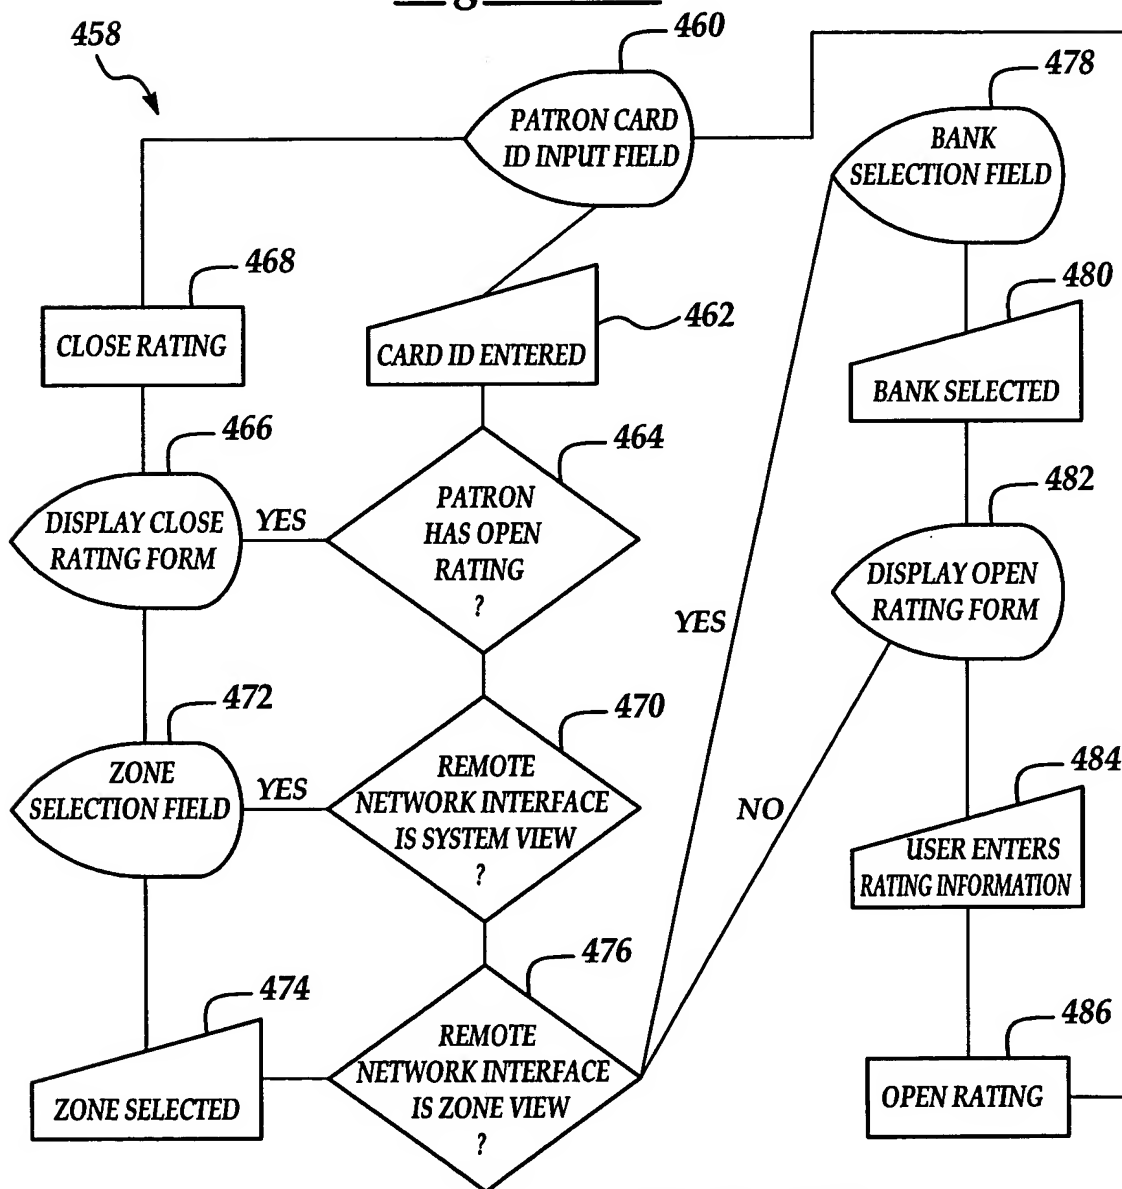 458
460
PATRON CARD
ID INPUT FIELD
478
BANK
SELECTION FIELD
468
CLOSE RATING
462
CARD ID ENTERED
480
BANK SELECTED
466
DISPLAY CLOSE
RATING FORM
YES
464
PATRON
HAS OPEN
RATING
?
482
DISPLAY OPEN
RATING FORM
YES
472
ZONE
SELECTION FIELD
YES
470
REMOTE
NETWORK INTERFACE
IS SYSTEM VIEW
?
NO
484
USER ENTERS
RATING INFORMATION
474
ZONE SELECTED
476
REMOTE
NETWORK INTERFACE
IS ZONE VIEW
?
486
OPEN RATING